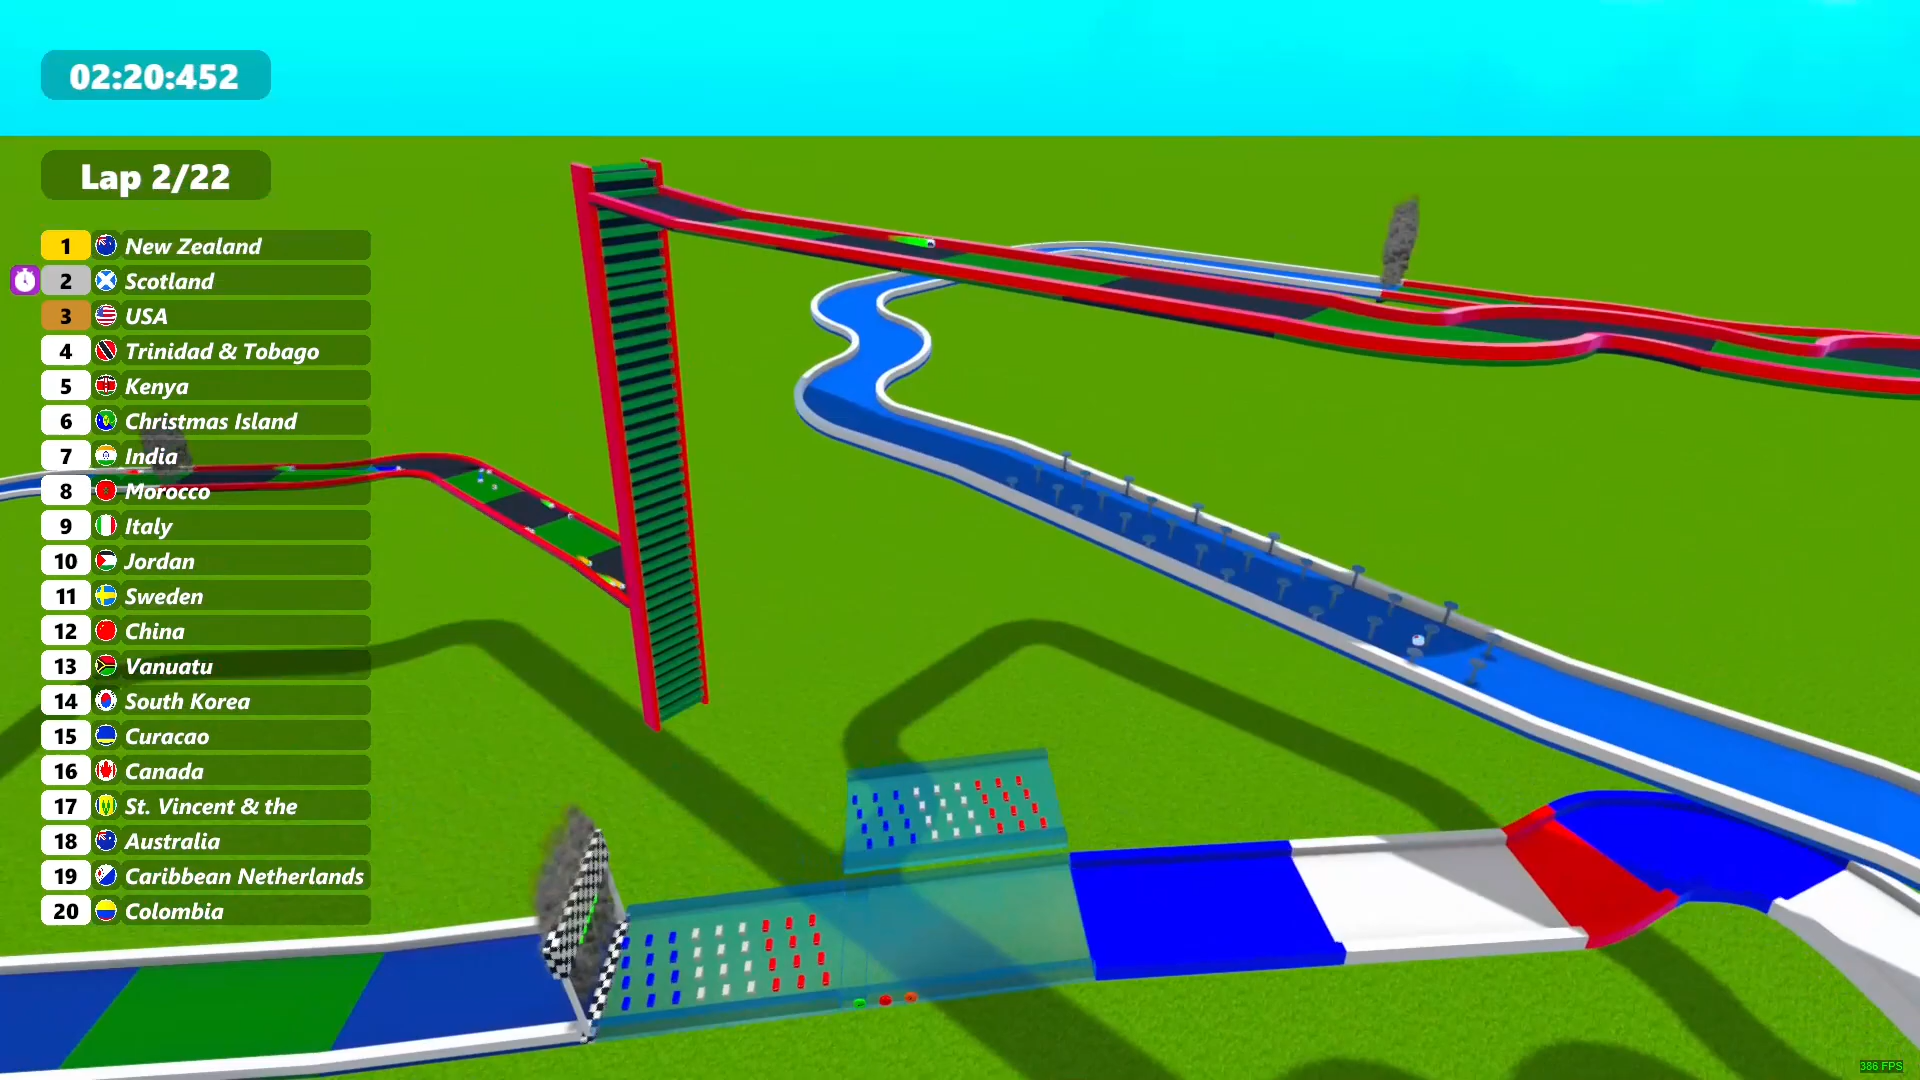 02:20:452
Lap 2/22
1 New Zealand
2 Scotland
3 USA
4 Trinidad & Tobago
5 Kenya
6 Christmas Island
7 India
8 Morocco
9 Italy
10 Jordan
11 Sweden
12 China
13 Vanuatu
14 South Korea
15 Curacao
16 Canada
17 St. Vincent & the
18 Australia
19 Caribbean Netherlands
20 Colombia
386 FPS